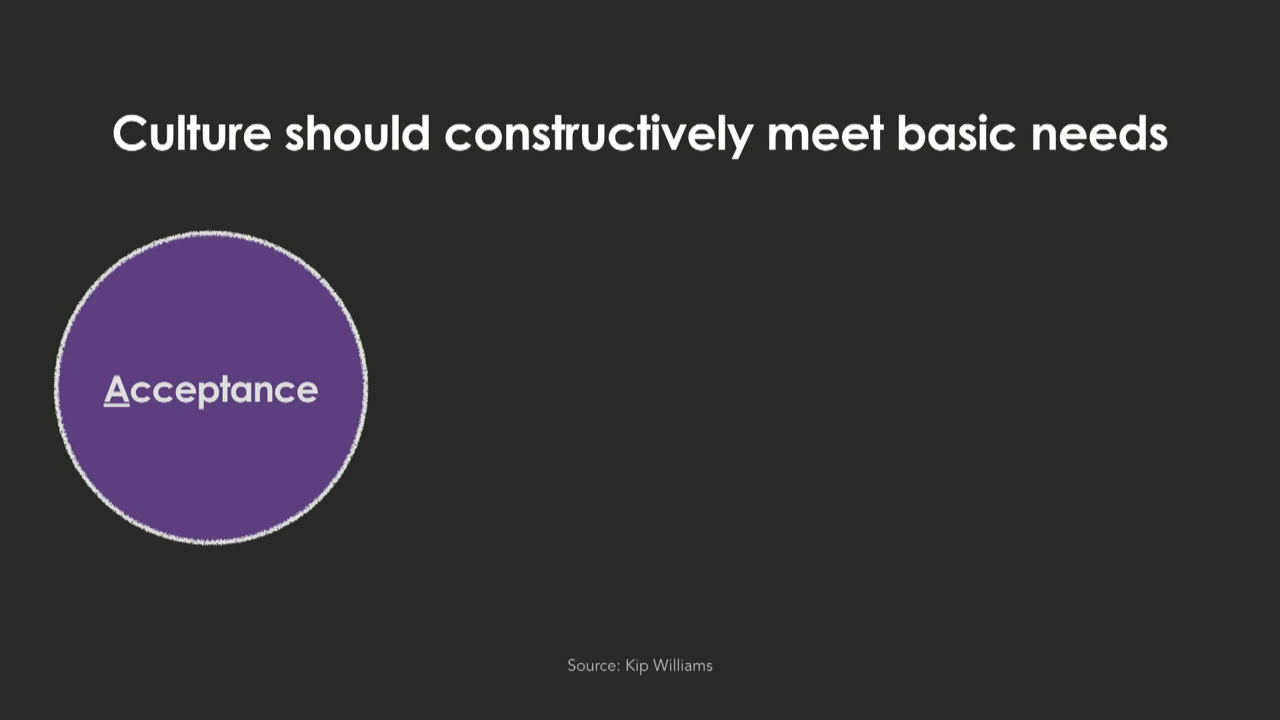 Culture should constructively meet basic needs
Acceptance
Source: Kip Williams